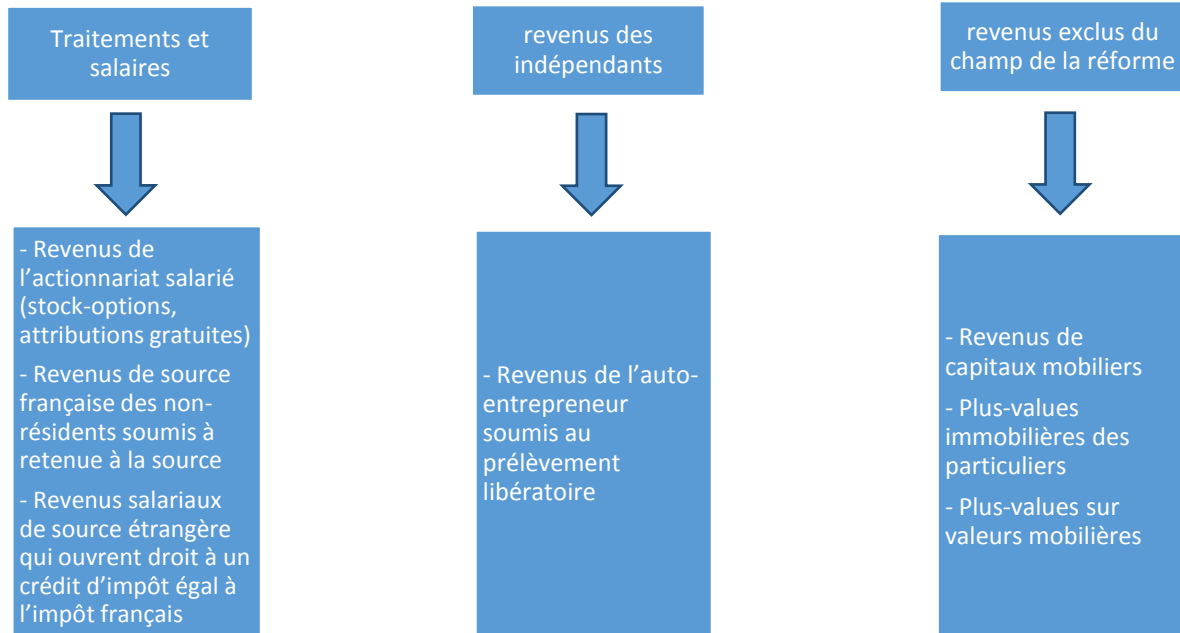 Traitements et
salaires
revenus des
indépendants
revenus exclus du
champ de la réforme
- Revenus de
l’actionnariat salarié
(stock-options,
attributions gratuites)
- Revenus de source
française des non-
résidents soumis à
retenue à la source
- Revenus salariaux
de source étrangère
qui ouvrent droit à un
crédit d’impôt égal à
l’impôt français
- Revenus de l’auto-
entrepreneur
soumis au
prélèvement
libératoire
- Revenus de
capitaux mobiliers
- Plus-values
immobilières des
particuliers
- Plus-values sur
valeurs mobilières